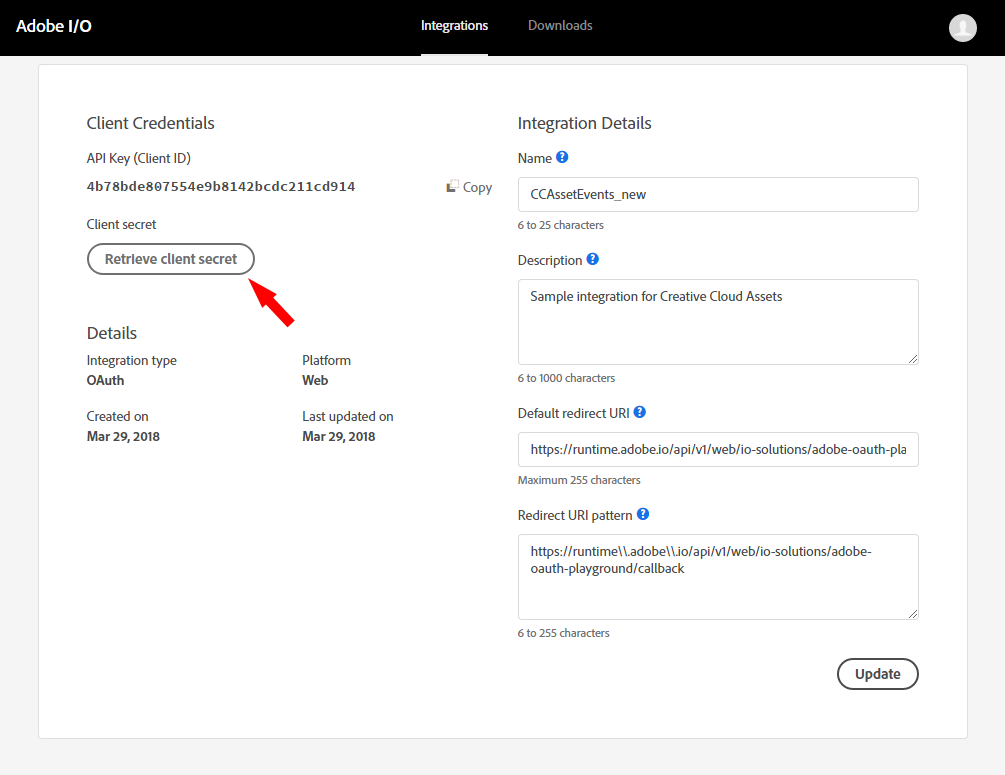 Adobe I/O
Integrations
Downloads
Client Credentials
API Key (Client ID)
4b78bde807554e9b8142bcdc211cd914
Copy
Client secret
Retrieve client secret
Details
Integration type
Platform
OAuth
Web
Created on
Last updated on
Mar 29, 2018
Mar 29, 2018
Integration Details
Name ?
CCAssetEvents_new
6 to 25 characters
Description ?
Sample integration for Creative Cloud Assets
6 to 1000 characters
Default redirect URI ?
https://runtime.adobe.io/api/v1/web/io-solutions/adobe-oauth-pla
Maximum 255 characters
Redirect URI pattern ?
https://runtime\\.adobe\\.io/api/v1/web/io-solutions/adobe-
oauth-playground/callback
6 to 255 characters
Update